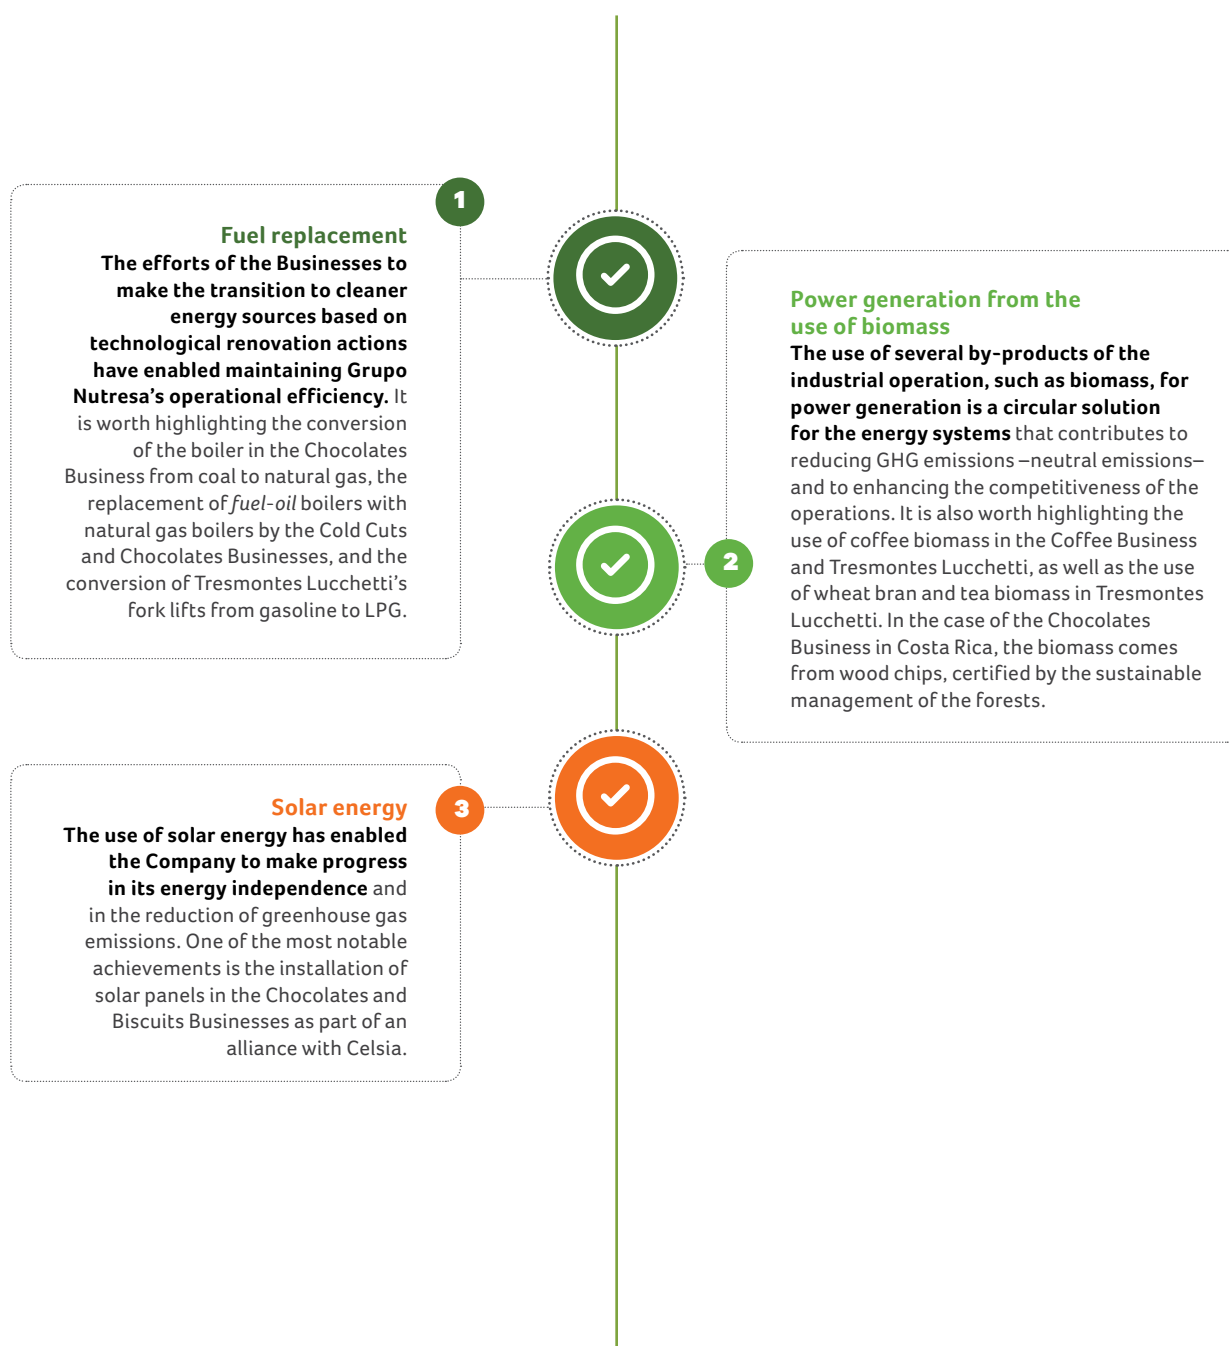 1
Fuel replacement
The efforts of the Businesses to
make the transition to cleaner
energy sources based on
technological renovation actions
have enabled maintaining Grupo
Nutresa’s operational efficiency. It
is worth highlighting the conversion
of the boiler in the Chocolates
Business from coal to natural gas, the
replacement of fuel-oil boilers with
natural gas boilers by the Cold Cuts
and Chocolates Businesses, and the
conversion of Tresmontes Lucchetti’s
fork lifts from gasoline to LPG.
2
Power generation from the
use of biomass
The use of several by-products of the
industrial operation, such as biomass, for
power generation is a circular solution
for the energy systems that contributes to
reducing GHG emissions –neutral emissions–
and to enhancing the competitiveness of the
operations. It is also worth highlighting the
use of coffee biomass in the Coffee Business
and Tresmontes Lucchetti, as well as the use
of wheat bran and tea biomass in Tresmontes
Lucchetti. In the case of the Chocolates
Business in Costa Rica, the biomass comes
from wood chips, certified by the sustainable
management of the forests.
3
Solar energy
The use of solar energy has enabled
the Company to make progress
in its energy independence and
in the reduction of greenhouse gas
emissions. One of the most notable
achievements is the installation of
solar panels in the Chocolates and
Biscuits Businesses as part of an
alliance with Celsia.